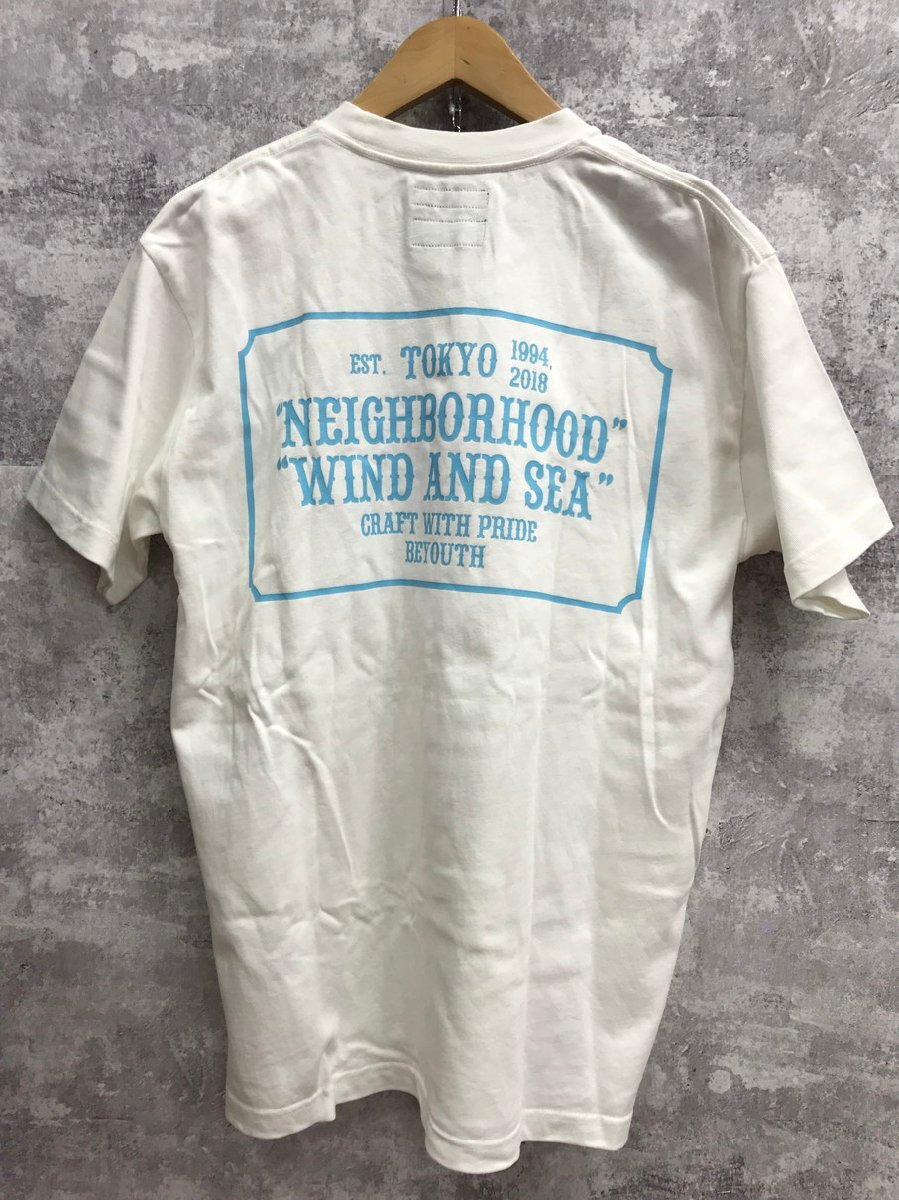 EST. TOKYO 1994,
2018
"NEIGHBORHOOD"
"WIND AND SEA"
CRAFT WITH PRIDE
BEYOUTH